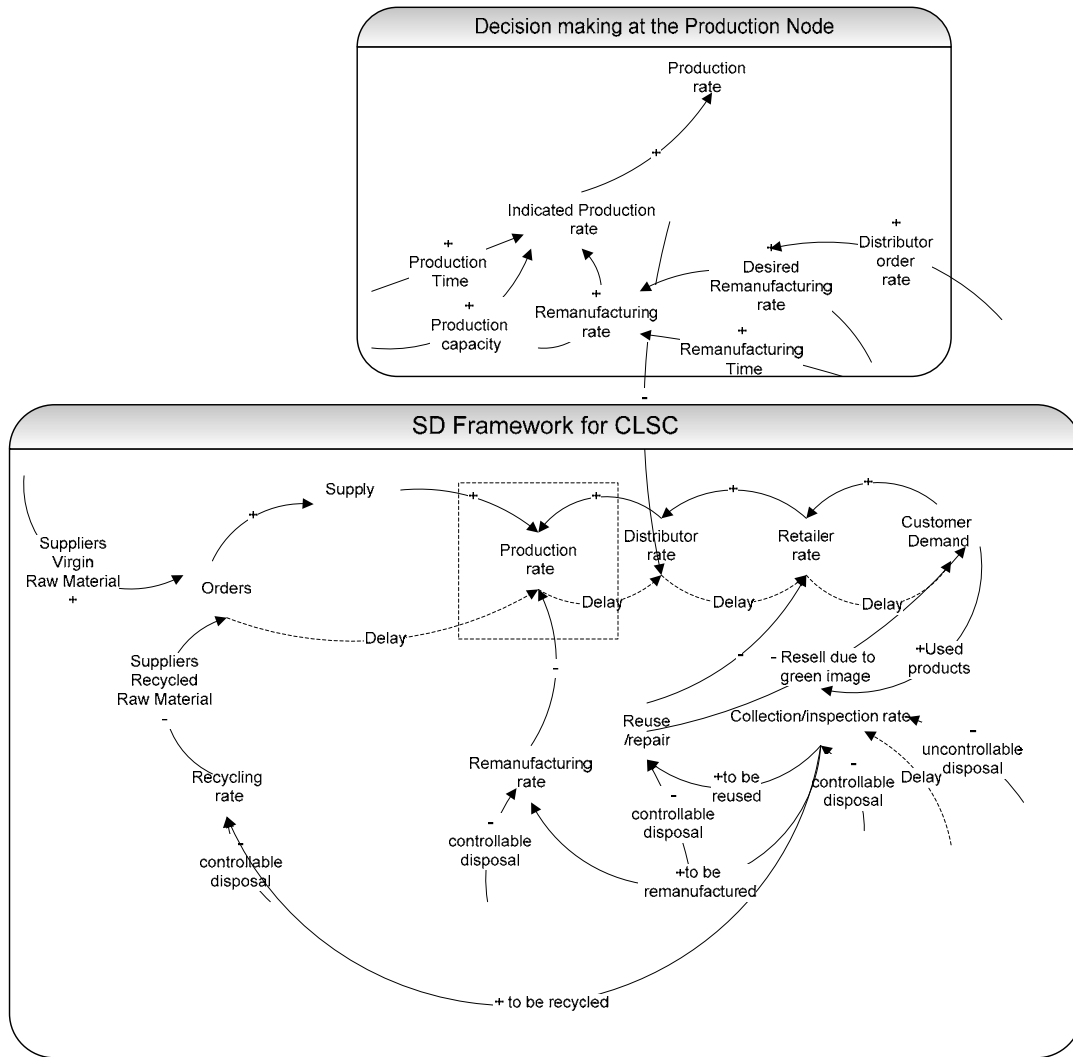 Decision making at the Production Node
Production
rate
+
Indicated Production
rate
+
Production
Time
+
Production
capacity
+
Remanufacturing
rate
+
Desired
Remanufacturing
rate
+
Distributor
order
rate
+
Remanufacturing
Time
-
SD Framework for CLSC
Supply
+
+
+
+
+
Suppliers
Virgin
Raw Material
+
Orders
Production
rate
Distributor
rate
Retailer
rate
Customer
Demand
Delay
Delay
Delay
Delay
Suppliers
Recycled
Raw Material
-
-
-
- Resell due to
green image
+Used
products
Reuse
/repair
Collection/inspection rate
-
uncontrollable
disposal
Recycling
rate
Remanufacturing
rate
+to be
reused
-
controllable
disposal
Delay
-
controllable
disposal
-
controllable
disposal
-
controllable
disposal
+to be
remanufactured
+ to be recycled